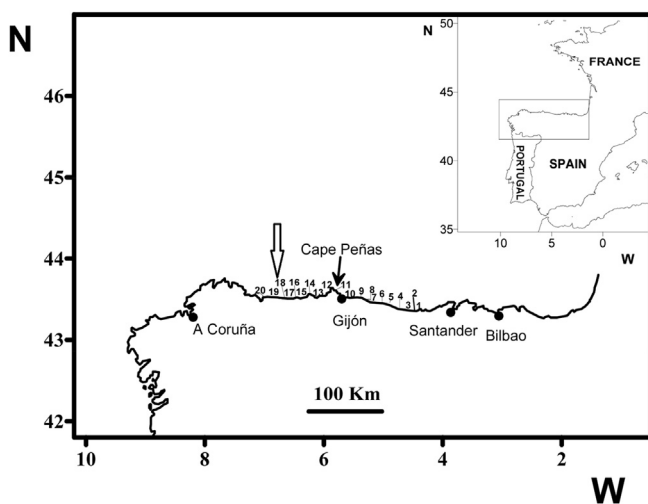 N
46
45
44
43
42
10
8
6
4
2
W
50
45
40
35
N
10
5
0
W
FRANCE
SPAIN
PORTUGAL
Cape Peñas
18 16 14 12 11 8 2
20 19 17 15 13 10 9 7 6 5 4 3 1
A Coruña
Gijón
Santander
Bilbao
100 Km